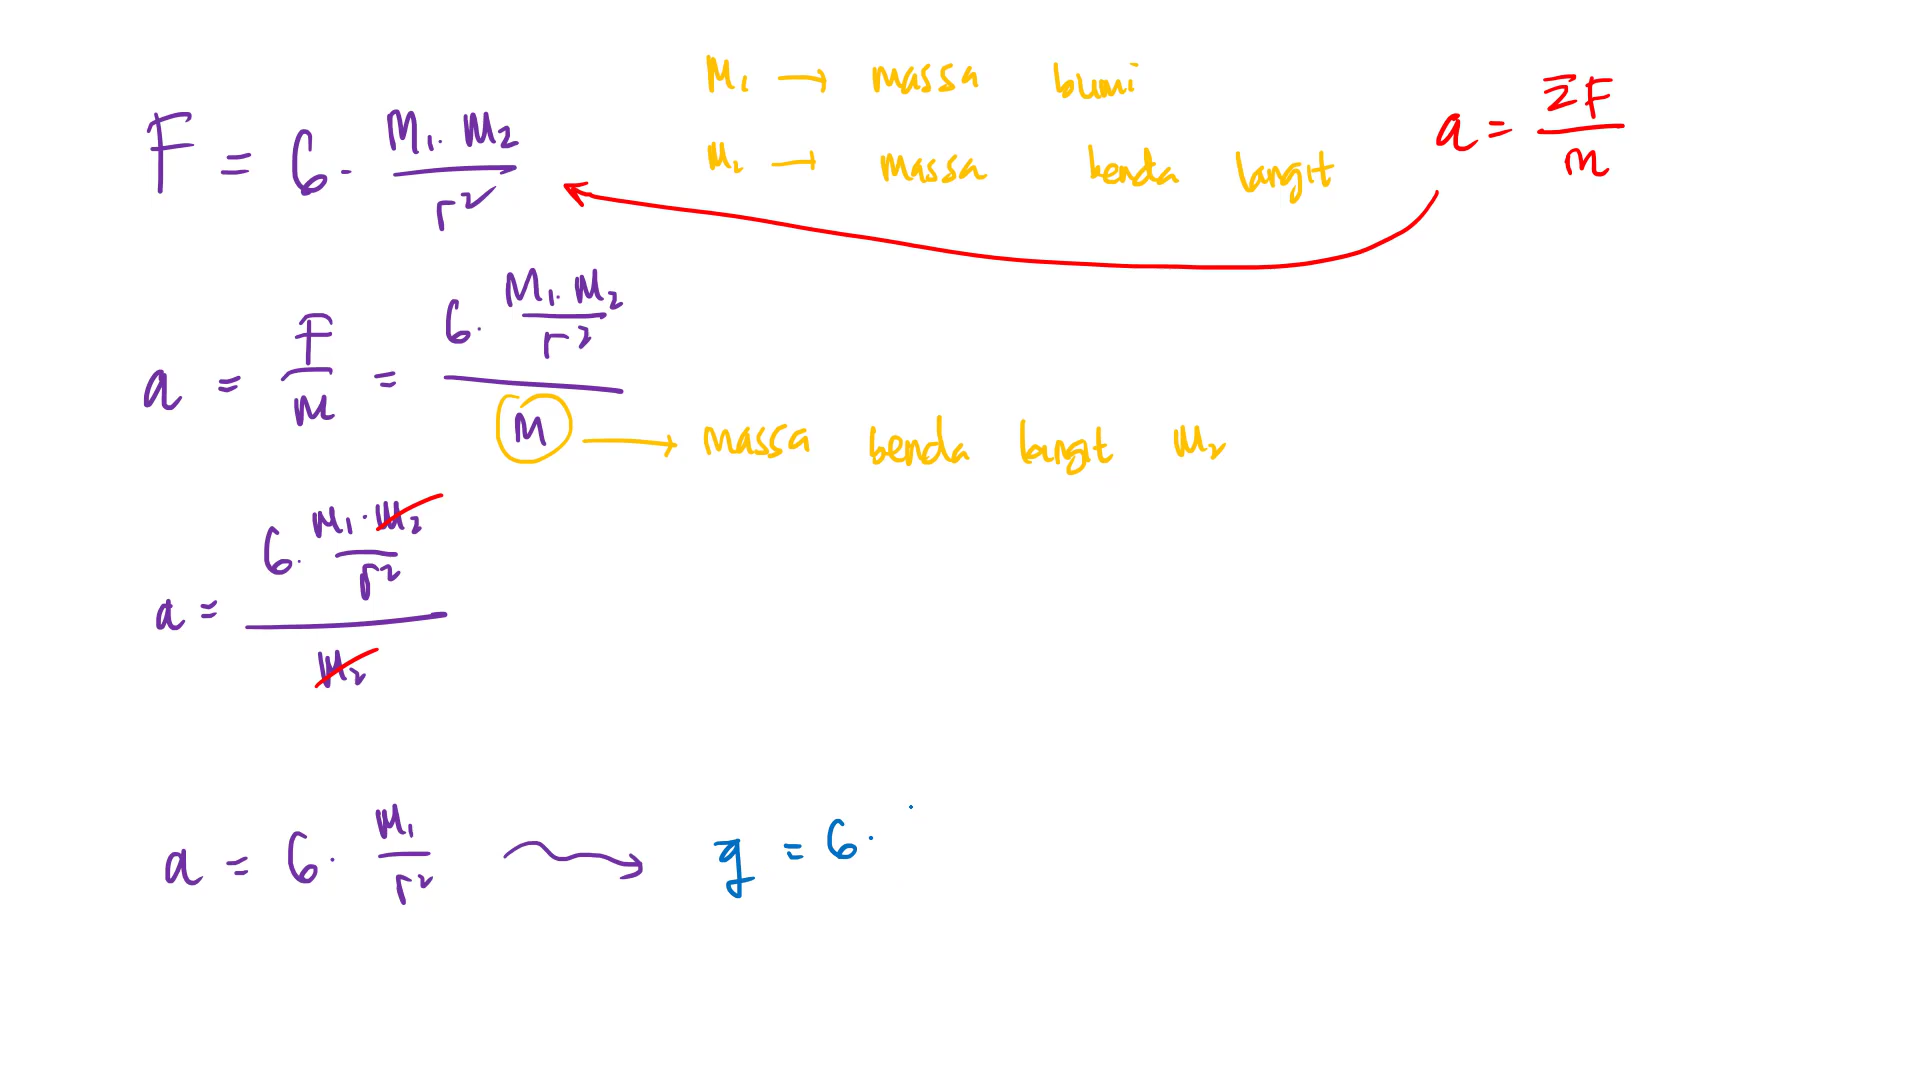 M₁ → massa bumi
F = G · M₁ · M₂ / r²
M₂ → massa benda langit
a = ΣF / m
a = F / m = G · M₁ · M₂ / r² / m
m → massa benda langit M₂
a = G · M₁ · M₂ / r² / M₂
a = G · M₁ / r² → g = G ·